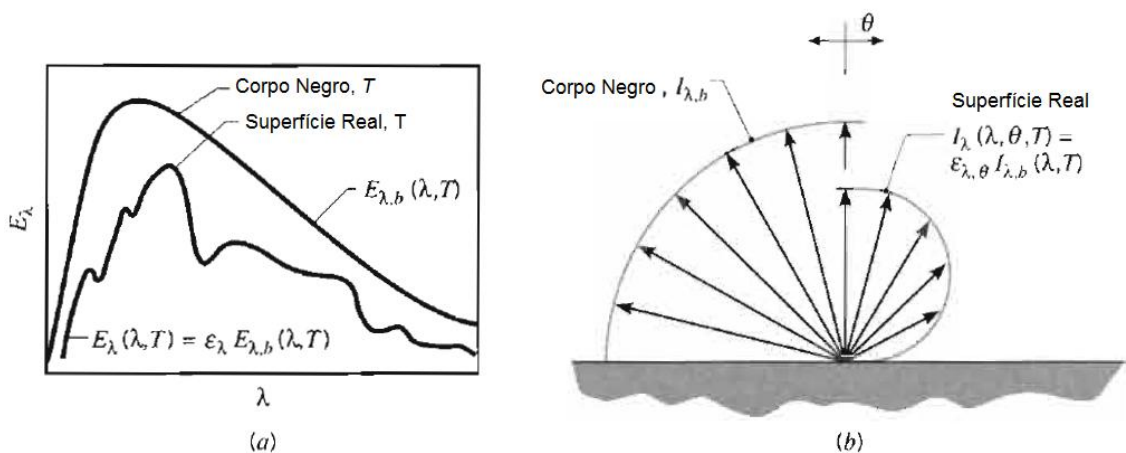 Corpo Negro, T
Superfície Real, T
E_{λ,b} (λ,T)
E_λ
E_λ (λ,T) = ε_λ E_{λ,b} (λ,T)
λ
(a)
θ
Corpo Negro , I_{λ,b}
Superfície Real
I_λ (λ, θ, T) =
ε_{λ,θ} I_{λ,b} (λ,T)
(b)